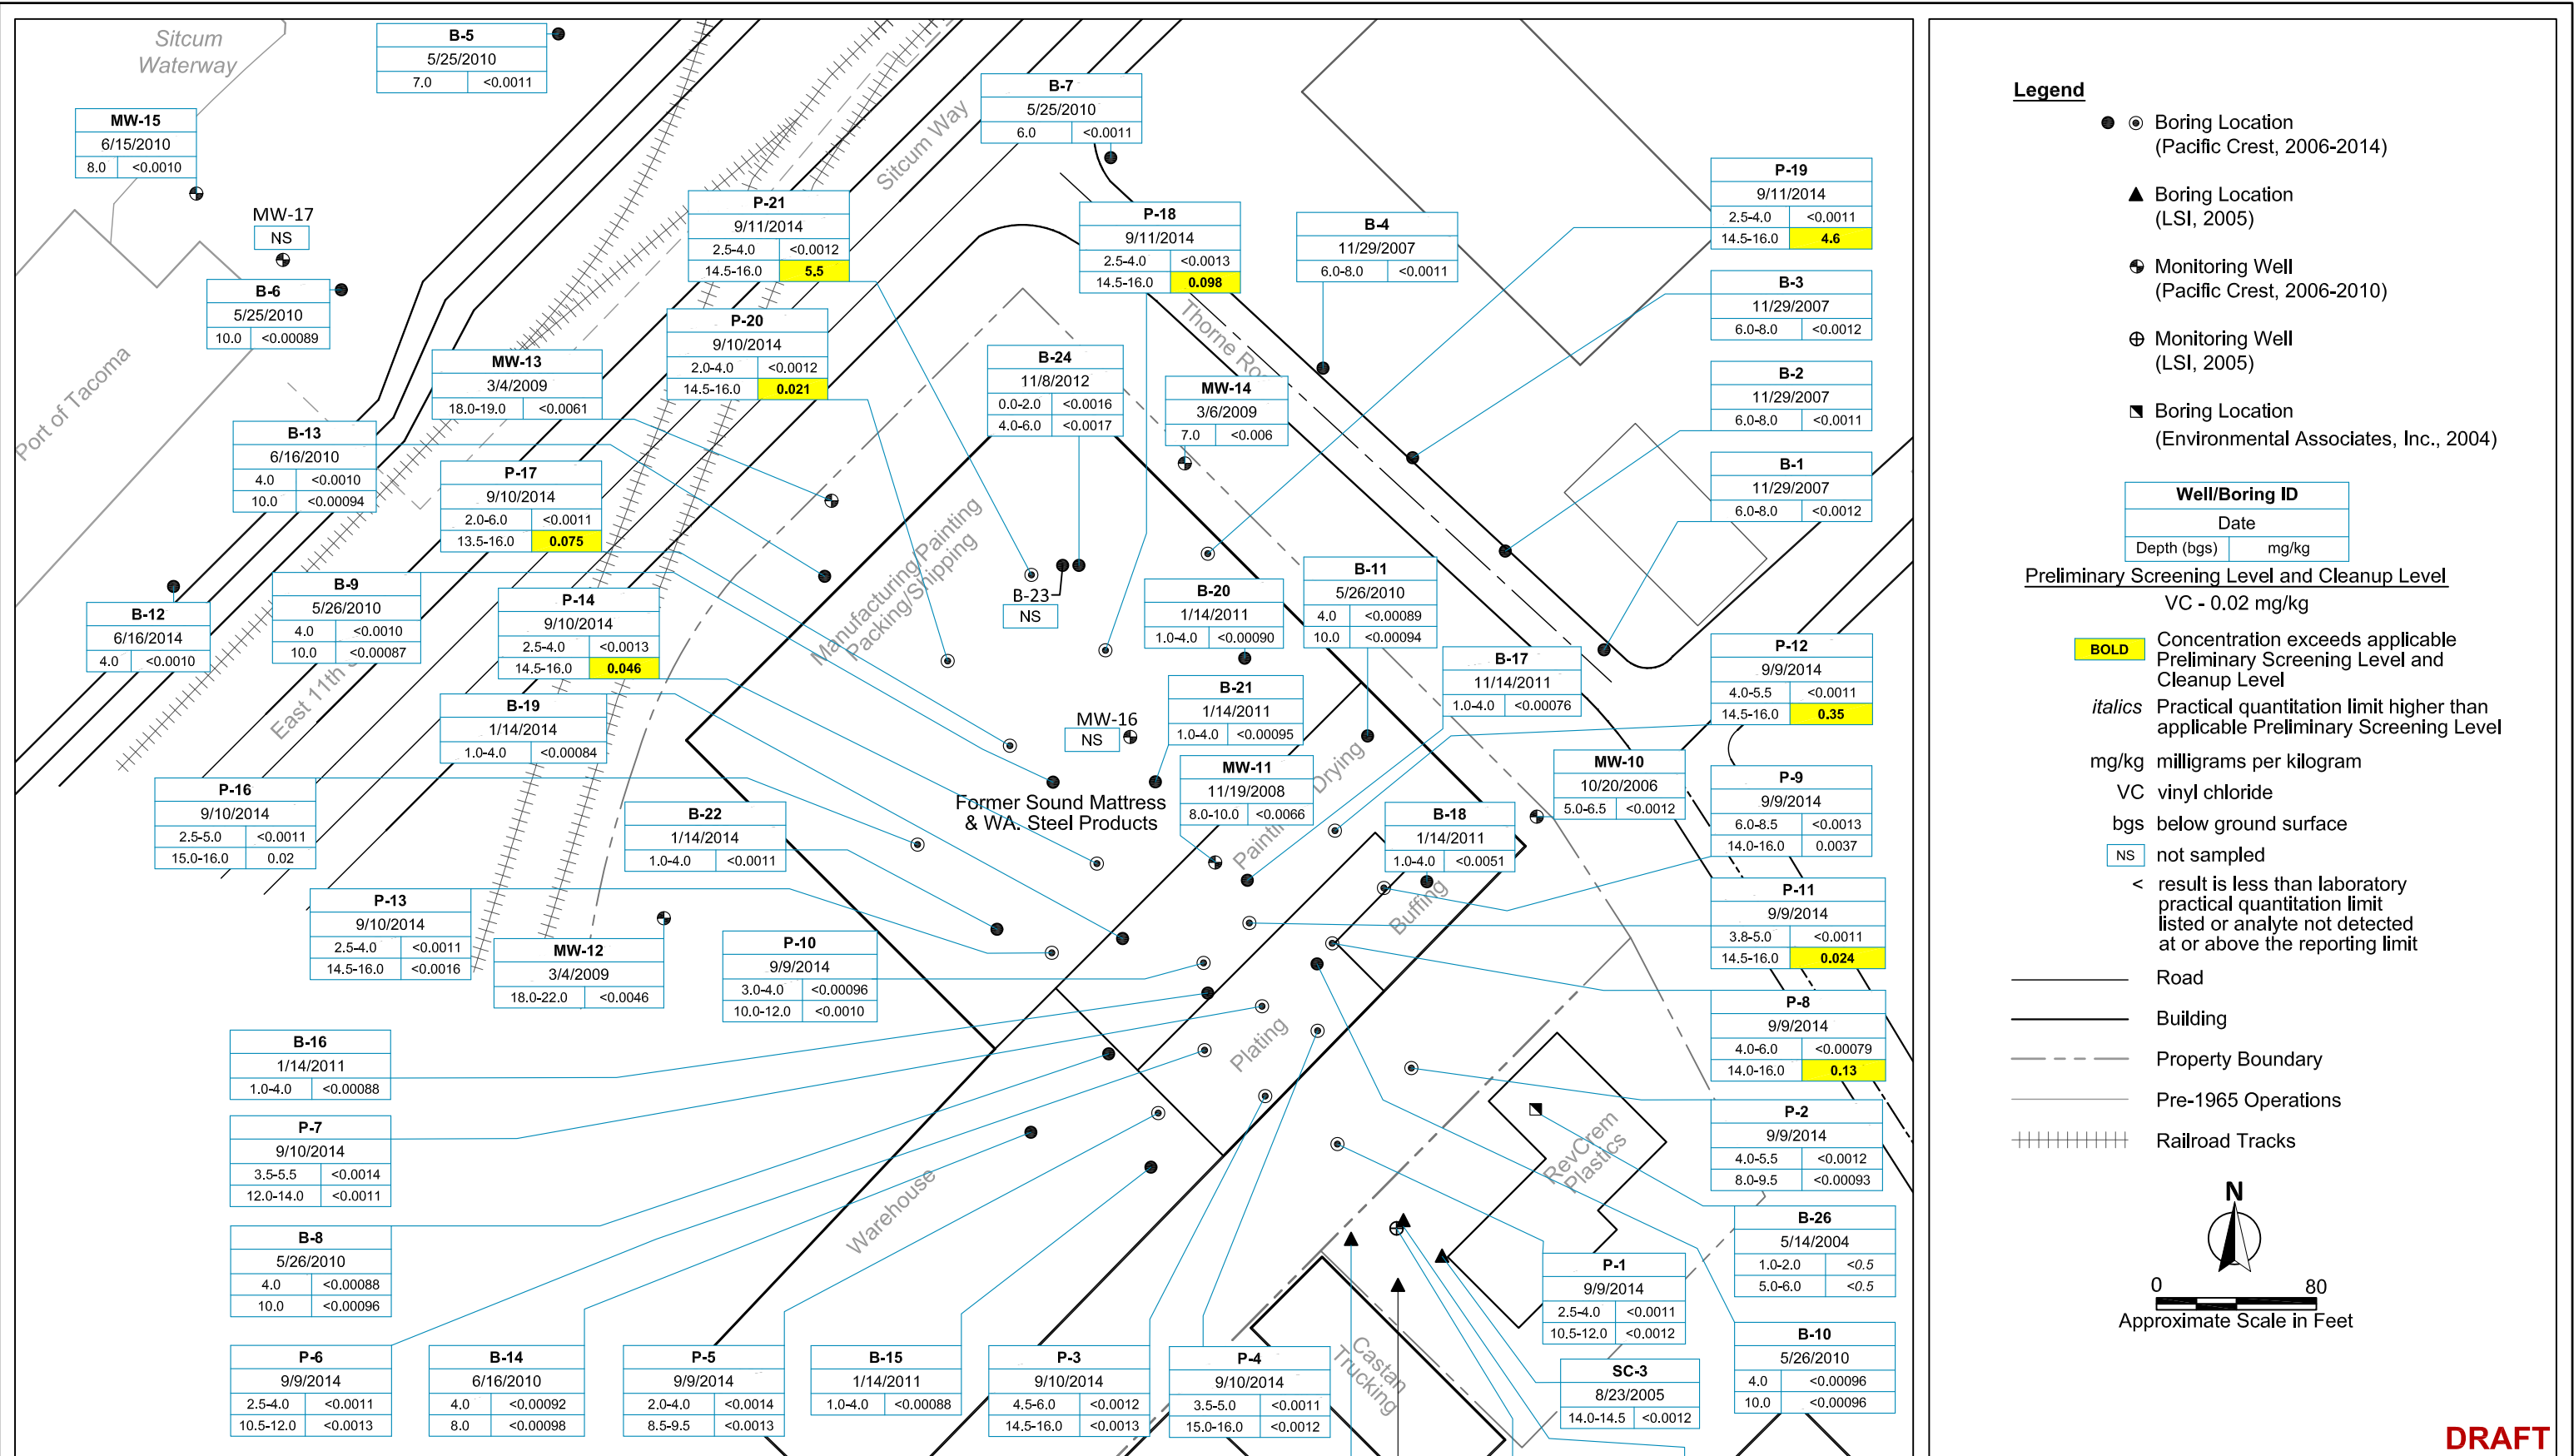 Sitcum
Waterway
B-5
5/25/2010
7.0 <0.0011
MW-15
6/15/2010
8.0 <0.0010
MW-17
NS
B-6
5/25/2010
10.0 <0.00089
Port of Tacoma
Sitcum Way
B-7
5/25/2010
6.0 <0.0011
P-21
9/11/2014
2.5-4.0 <0.0012
14.5-16.0 5.5
P-18
9/11/2014
2.5-4.0 <0.0013
14.5-16.0 0.098
B-4
11/29/2007
6.0-8.0 <0.0011
P-19
9/11/2014
2.5-4.0 <0.0011
14.5-16.0 4.6
B-3
11/29/2007
6.0-8.0 <0.0012
B-2
11/29/2007
6.0-8.0 <0.0011
B-1
11/29/2007
6.0-8.0 <0.0012
Thorne
P-20
9/10/2014
2.0-4.0 <0.0012
14.5-16.0 0.021
MW-13
3/4/2009
18.0-19.0 <0.0061
B-24
11/8/2012
0.0-2.0 <0.0016
4.0-6.0 <0.0017
MW-14
3/6/2009
7.0 <0.006
B-13
6/16/2010
4.0 <0.0010
10.0 <0.00094
P-17
9/10/2014
2.0-6.0 <0.0011
13.5-16.0 0.075
Manufacturing/Painting
Packing/Shipping
B-23
NS
B-12
6/16/2014
4.0 <0.0010
B-9
5/26/2010
4.0 <0.0010
10.0 <0.00087
East 11th
P-14
9/10/2014
2.5-4.0 <0.0013
14.5-16.0 0.046
B-20
1/14/2011
1.0-4.0 <0.00090
B-11
5/26/2010
4.0 <0.00089
10.0 <0.00094
B-17
11/14/2011
1.0-4.0 <0.00076
P-12
9/9/2014
4.0-5.5 <0.0011
14.5-16.0 0.35
B-19
1/14/2014
1.0-4.0 <0.00084
B-21
1/14/2011
1.0-4.0 <0.00095
MW-16
NS
MW-11
11/19/2008
8.0-10.0 <0.0066
Painting
Drying
MW-10
10/20/2006
5.0-6.5 <0.0012
P-9
9/9/2014
6.0-8.5 <0.0013
14.0-16.0 0.0037
P-16
9/10/2014
2.5-5.0 <0.0011
15.0-16.0 0.02
B-22
1/14/2014
1.0-4.0 <0.0011
Former Sound Mattress
& WA. Steel Products
B-18
1/14/2011
1.0-4.0 <0.0051
Buffing
P-11
9/9/2014
3.8-5.0 <0.0011
14.5-16.0 0.024
P-13
9/10/2014
2.5-4.0 <0.0011
14.5-16.0 <0.0016
MW-12
3/4/2009
18.0-22.0 <0.0046
P-10
9/9/2014
3.0-4.0 <0.00096
10.0-12.0 <0.0010
P-8
9/9/2014
4.0-6.0 <0.00079
14.0-16.0 0.13
B-16
1/14/2011
1.0-4.0 <0.00088
Plating
P-7
9/10/2014
3.5-5.5 <0.0014
12.0-14.0 <0.0011
P-2
9/9/2014
4.0-5.5 <0.0012
8.0-9.5 <0.00093
RevCrem
Plastics
Warehouse
B-8
5/26/2010
4.0 <0.00088
10.0 <0.00096
B-26
5/14/2004
1.0-2.0 <0.5
5.0-6.0 <0.5
P-1
9/9/2014
2.5-4.0 <0.0011
10.5-12.0 <0.0012
P-6
9/9/2014
2.5-4.0 <0.0011
10.5-12.0 <0.0013
B-14
6/16/2010
4.0 <0.00092
8.0 <0.00098
P-5
9/9/2014
2.0-4.0 <0.0014
8.5-9.5 <0.0013
B-15
1/14/2011
1.0-4.0 <0.00088
P-3
9/10/2014
4.5-6.0 <0.0012
14.5-16.0 <0.0013
P-4
9/10/2014
3.5-5.0 <0.0011
15.0-16.0 <0.0012
Castan
Trucking
SC-3
8/23/2005
14.0-14.5 <0.0012
B-10
5/26/2010
4.0 <0.00096
10.0 <0.00096
Legend
Boring Location
(Pacific Crest, 2006-2014)
Boring Location
(LSI, 2005)
Monitoring Well
(Pacific Crest, 2006-2010)
Monitoring Well
(LSI, 2005)
Boring Location
(Environmental Associates, Inc., 2004)
Well/Boring ID
Date
Depth (bgs) mg/kg
Preliminary Screening Level and Cleanup Level
VC - 0.02 mg/kg
BOLD Concentration exceeds applicable
Preliminary Screening Level and
Cleanup Level
italics Practical quantitation limit higher than
applicable Preliminary Screening Level
mg/kg milligrams per kilogram
VC vinyl chloride
bgs below ground surface
NS not sampled
< result is less than laboratory
practical quantitation limit
listed or analyte not detected
at or above the reporting limit
Road
Building
Property Boundary
Pre-1965 Operations
Railroad Tracks
N
0 80
Approximate Scale in Feet
DRAFT